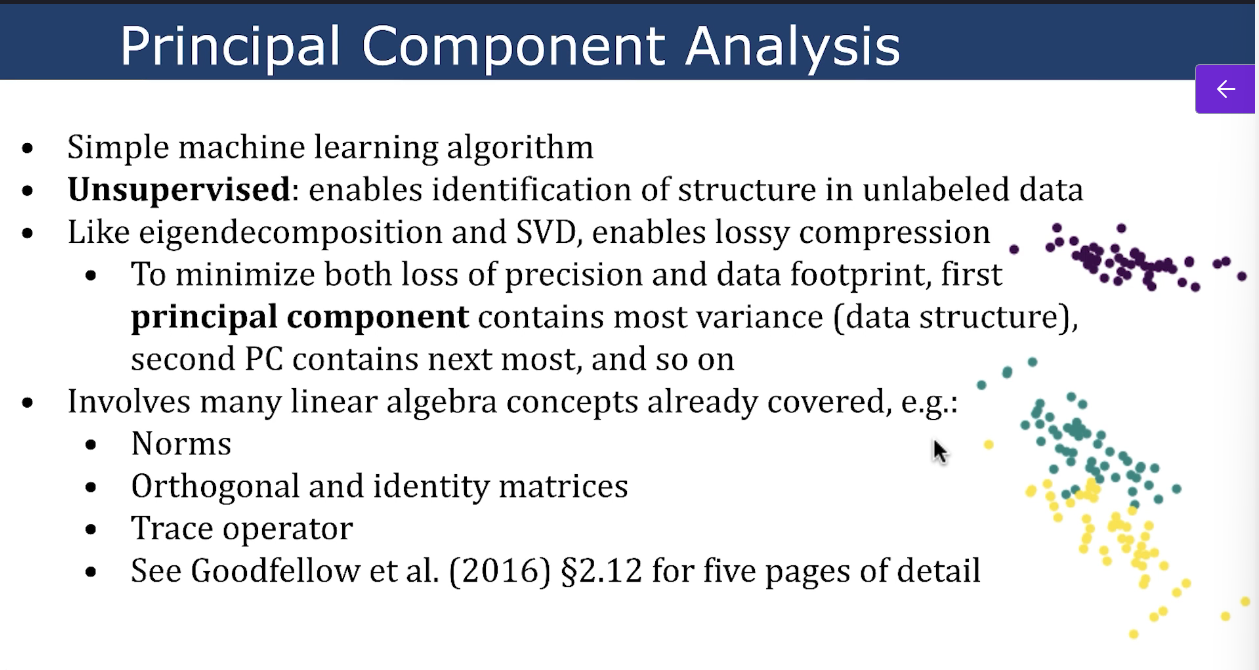 Principal Component Analysis
• Simple machine learning algorithm
• Unsupervised: enables identification of structure in unlabeled data
• Like eigendecomposition and SVD, enables lossy compression
• To minimize both loss of precision and data footprint, first
principal component contains most variance (data structure),
second PC contains next most, and so on
• Involves many linear algebra concepts already covered, e.g.:
• Norms
• Orthogonal and identity matrices
• Trace operator
• See Goodfellow et al. (2016) §2.12 for five pages of detail